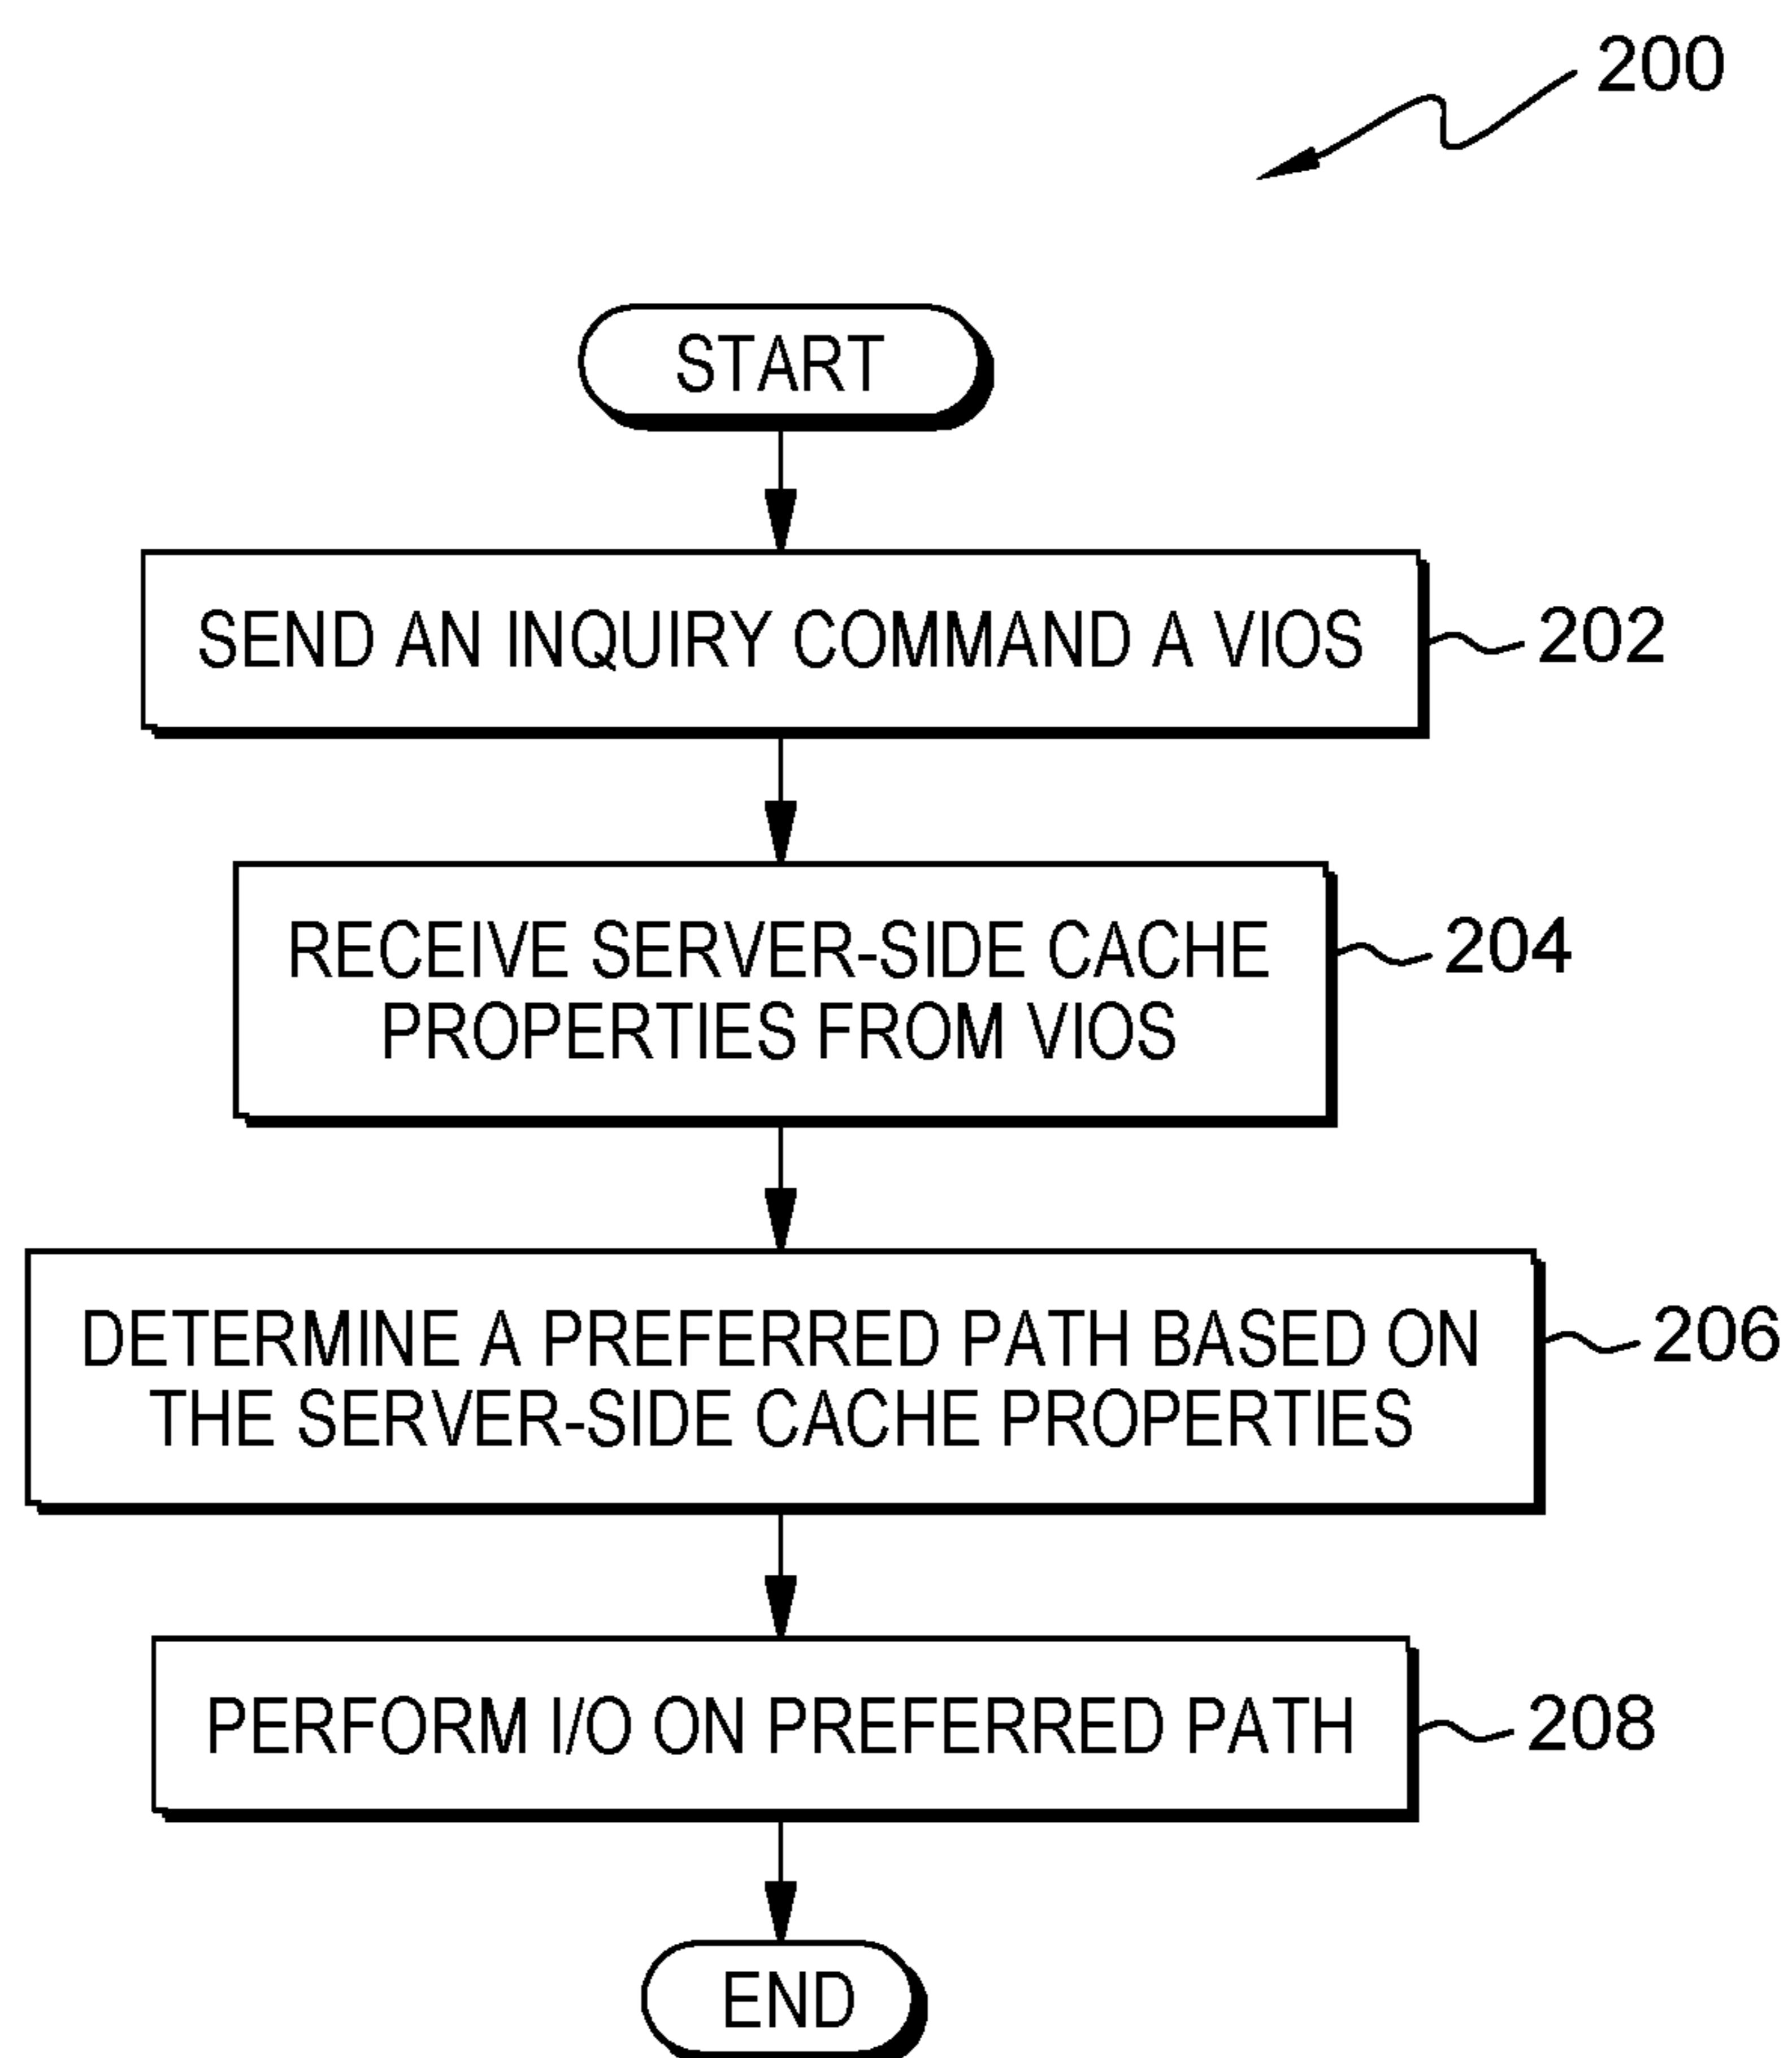 200
START
SEND AN INQUIRY COMMAND A VIOS
202
RECEIVE SERVER-SIDE CACHE
PROPERTIES FROM VIOS
204
DETERMINE A PREFERRED PATH BASED ON
THE SERVER-SIDE CACHE PROPERTIES
206
PERFORM I/O ON PREFERRED PATH
208
END